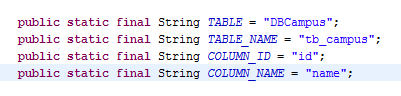 public static final String TABLE = "DBCampus";
public static final String TABLE_NAME = "tb_campus";
public static final String COLUMN_ID = "id";
public static final String COLUMN_NAME = "name";